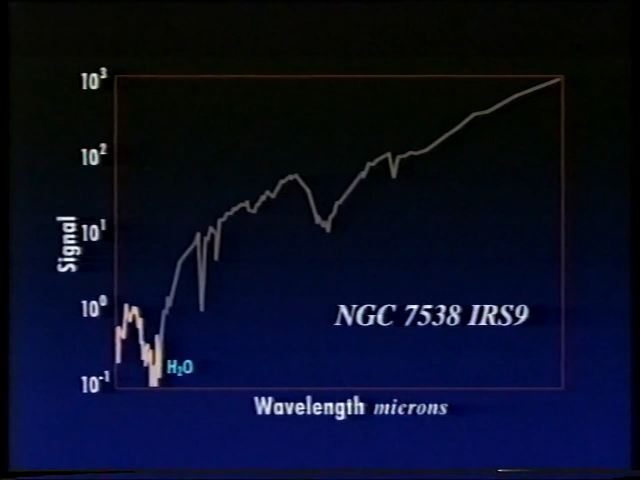 10³
10²
10¹
10⁰
10⁻¹
Signal
NGC 7538 IRS9
H₂O
Wavelength microns